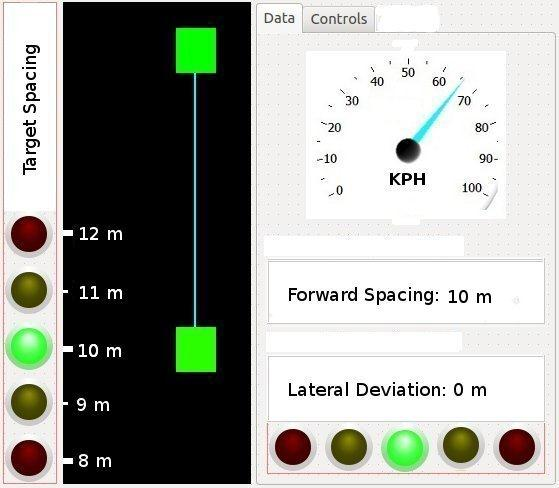 Target Spacing
12 m
11 m
10 m
9 m
8 m
Data
Controls
0
10
20
30
40
50
60
70
80
90
100
KPH
Forward Spacing: 10 m
Lateral Deviation: 0 m